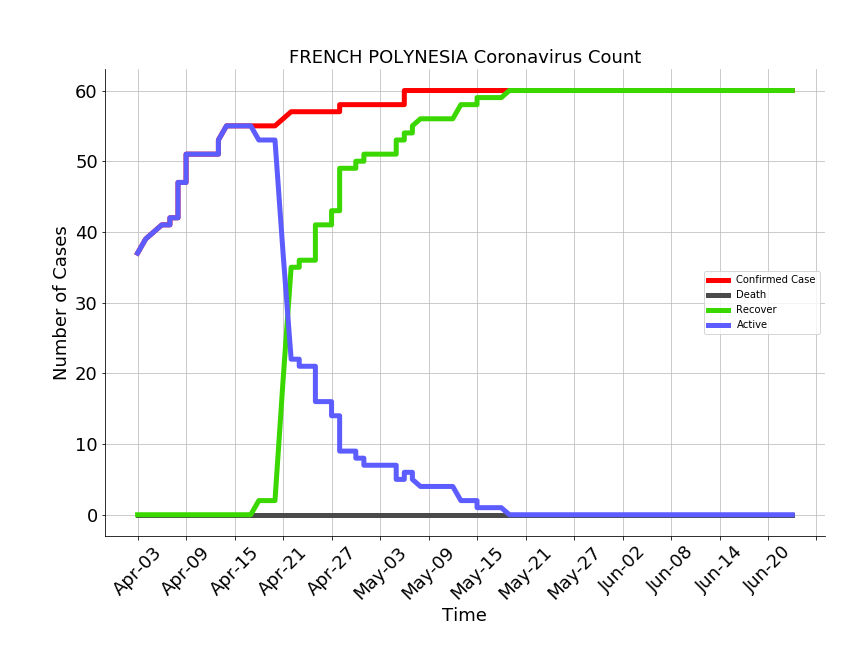 FRENCH POLYNESIA Coronavirus Count
60
50
40
30
20
10
0
Number of Cases
Confirmed Case
Death
Recover
Active
Apr-03
Apr-09
Apr-15
Apr-21
Apr-27
May-03
May-09
May-15
May-21
May-27
Jun-02
Jun-08
Jun-14
Jun-20
Time